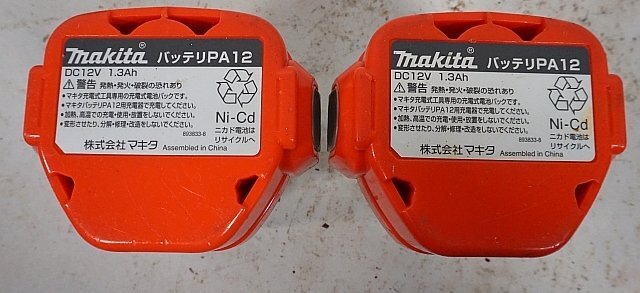 makita® バッテリPA12
DC12V 1.3Ah
⚠警告 発熱・発火・破裂の恐れあり
•マキタ充電式工具専用の充電式電池パックです。
•マキタバッテリPA12用充電器で充電してください。
•加熱、高温での充電・使用・放置をしないでください。
•変形させたり、分解・修理・改造をしないでください。
893833-8
Ni-Cd
ニカド電池は
リサイクルへ
株式会社マキタ Assembled in China
makita® バッテリPA12
DC12V 1.3Ah
⚠警告 発熱・発火・破裂の恐れあり
•マキタ充電式工具専用の充電式電池パックです。
•マキタバッテリPA12用充電器で充電してください。
•加熱、高温での充電・使用・放置をしないでください。
•変形させたり、分解・修理・改造をしないでください。
893833-8
Ni-Cd
ニカド電池は
リサイクルへ
株式会社マキタ Assembled in China